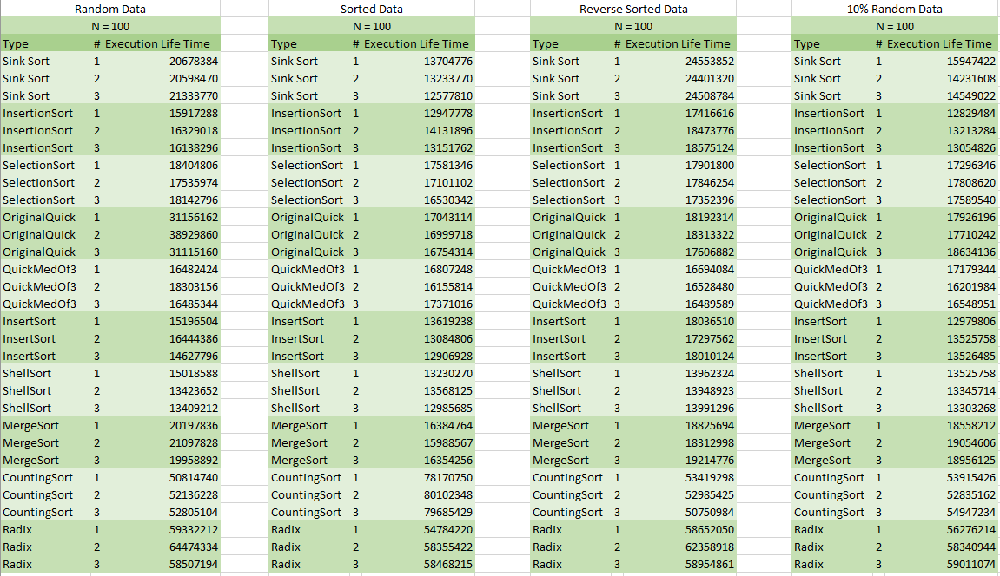 Random Data Sorted Data Reverse Sorted Data 10% Random Data
N = 100 N = 100 N = 100 N = 100
Type # Execution Life Time Type # Execution Life Time Type # Execution Life Time Type # Execution Life Time
Sink Sort 1 20678384 Sink Sort 1 13704776 Sink Sort 1 24553852 Sink Sort 1 15947422
Sink Sort 2 20598470 Sink Sort 2 13233770 Sink Sort 2 24401320 Sink Sort 2 14231608
Sink Sort 3 21333770 Sink Sort 3 12577810 Sink Sort 3 24508784 Sink Sort 3 14549022
InsertionSort 1 15917288 InsertionSort 1 12947778 InsertionSort 1 17416616 InsertionSort 1 12829484
InsertionSort 2 16329018 InsertionSort 2 14131896 InsertionSort 2 18473776 InsertionSort 2 13213284
InsertionSort 3 16138296 InsertionSort 3 13151762 InsertionSort 3 18575124 InsertionSort 3 13054826
SelectionSort 1 18404806 SelectionSort 1 17581346 SelectionSort 1 17901800 SelectionSort 1 17296346
SelectionSort 2 17535974 SelectionSort 2 17101102 SelectionSort 2 17846254 SelectionSort 2 17808620
SelectionSort 3 18142796 SelectionSort 3 16530342 SelectionSort 3 17352396 SelectionSort 3 17589540
OriginalQuick 1 31156162 OriginalQuick 1 17043114 OriginalQuick 1 18192314 OriginalQuick 1 17926196
OriginalQuick 2 38929860 OriginalQuick 2 16999718 OriginalQuick 2 18313322 OriginalQuick 2 17710242
OriginalQuick 3 31115160 OriginalQuick 3 16754314 OriginalQuick 3 17606882 OriginalQuick 3 18634136
QuickMedOf3 1 16482424 QuickMedOf3 1 16807248 QuickMedOf3 1 16694084 QuickMedOf3 1 17179344
QuickMedOf3 2 18303156 QuickMedOf3 2 16155814 QuickMedOf3 2 16528480 QuickMedOf3 2 16201984
QuickMedOf3 3 16485344 QuickMedOf3 3 17371016 QuickMedOf3 3 16489589 QuickMedOf3 3 16548951
InsertSort 1 15196504 InsertSort 1 13619238 InsertSort 1 18036510 InsertSort 1 12979806
InsertSort 2 16444386 InsertSort 2 13084806 InsertSort 2 17297562 InsertSort 2 13525758
InsertSort 3 14627796 InsertSort 3 12906928 InsertSort 3 18010124 InsertSort 3 13526485
ShellSort 1 15018588 ShellSort 1 13230270 ShellSort 1 13962324 ShellSort 1 13525758
ShellSort 2 13423652 ShellSort 2 13568125 ShellSort 2 13948923 ShellSort 2 13345714
ShellSort 3 13409212 ShellSort 3 12985685 ShellSort 3 13991296 ShellSort 3 13303268
MergeSort 1 20197836 MergeSort 1 16384764 MergeSort 1 18825694 MergeSort 1 18558212
MergeSort 2 21097828 MergeSort 2 15988567 MergeSort 2 18312998 MergeSort 2 19054606
MergeSort 3 19958892 MergeSort 3 16354256 MergeSort 3 19214776 MergeSort 3 18956125
CountingSort 1 50814740 CountingSort 1 78170750 CountingSort 1 53419298 CountingSort 1 53915426
CountingSort 2 52136228 CountingSort 2 80102348 CountingSort 2 52985425 CountingSort 2 52835162
CountingSort 3 52805104 CountingSort 3 79685429 CountingSort 3 50750984 CountingSort 3 54947234
Radix 1 59332212 Radix 1 54784220 Radix 1 58652050 Radix 1 56276214
Radix 2 64474334 Radix 2 58355422 Radix 2 62358918 Radix 2 58340944
Radix 3 58507194 Radix 3 58468215 Radix 3 58954861 Radix 3 59011074